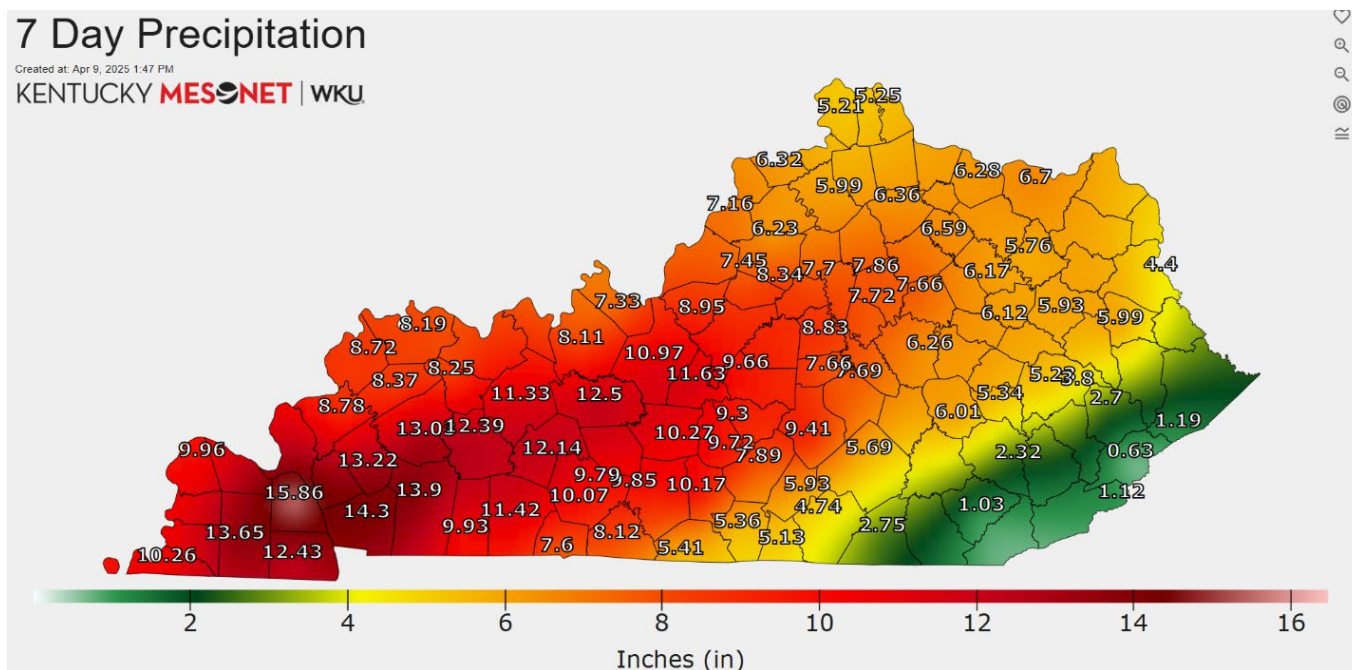 7 Day Precipitation
Created at: Apr 9, 2025 1:47 PM
KENTUCKY MESONET | WKU
5.21 5.25
6.32
5.99 6.36 6.28 6.7
7.16
6.23 6.59 5.76
7.45 8.34 7.7 7.86 7.66 6.17 4.4
7.72
7.33 8.95 6.12 5.93 5.99
8.19 8.11 8.83
8.72 6.26
8.25 10.97 9.66 7.66 7.69
8.37 11.63 5.23 3.8
8.78 11.33 12.5 5.34 2.7
9.3 6.01 1.19
12.39 10.27 9.41
9.96 12.14 9.72 7.89 5.69 2.32 0.63
13.22
15.86 13.9 9.79 9.85 10.17 5.93 1.12
10.07
14.3 11.42 4.74 1.03
13.65 9.93 8.12 5.36 2.75
10.26 12.43 7.6 5.41 5.13
2 4 6 8 10 12 14 16
Inches (in)